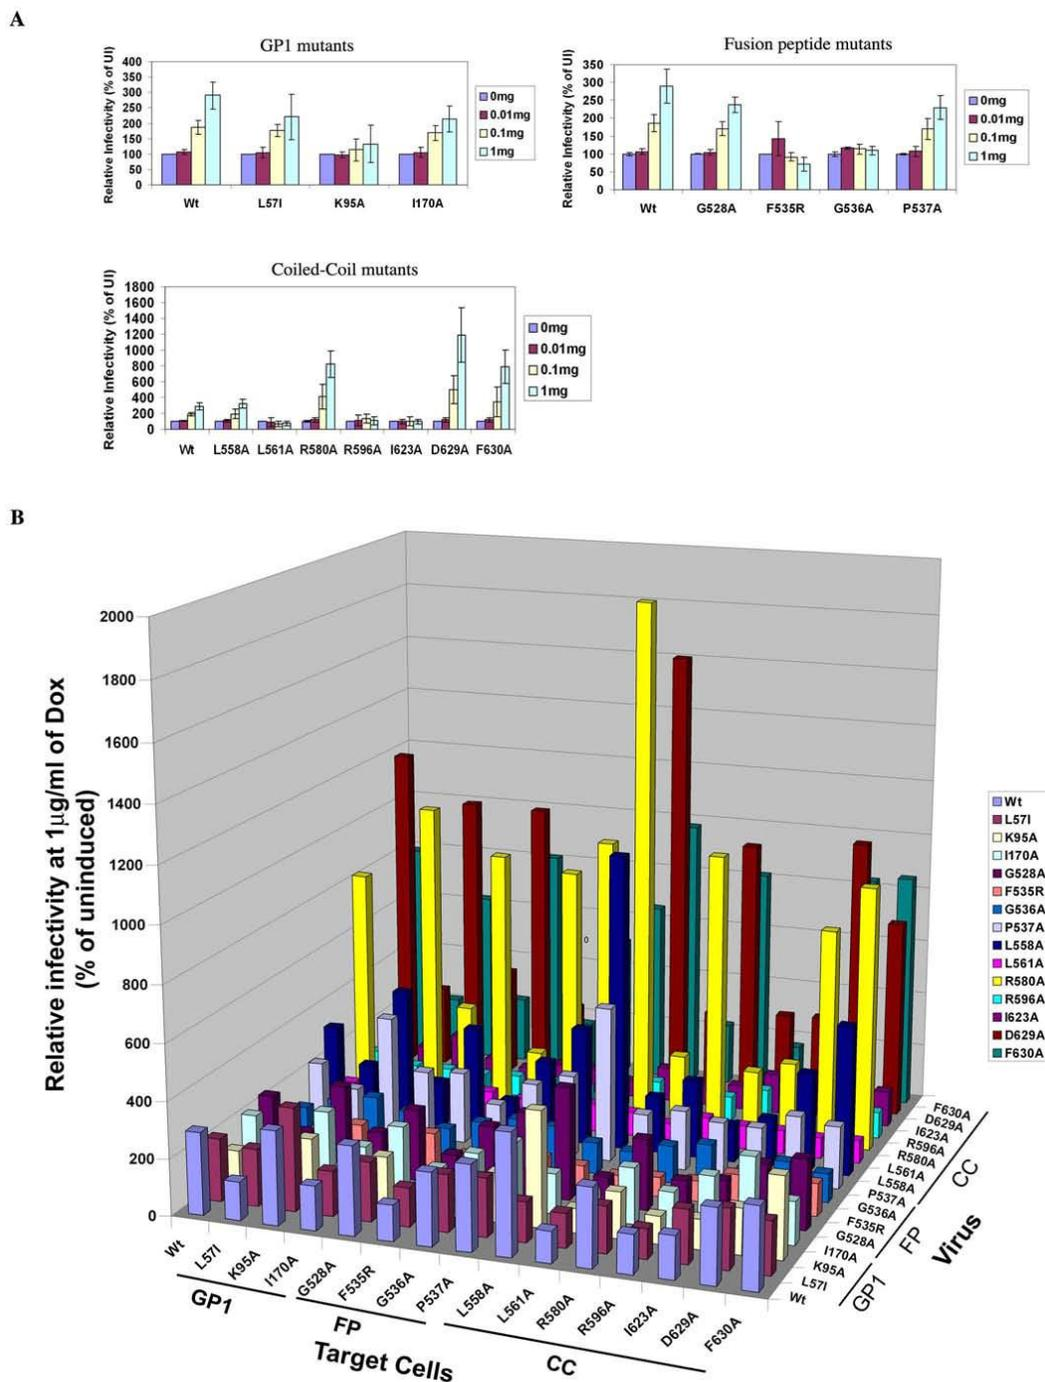 A
GP1 mutants
Relative Infectivity (% of UI)
400
350
300
250
200
150
100
50
0
Wt L57I K95A I170A
0mg
0.01mg
0.1mg
1mg
Fusion peptide mutants
Relative Infectivity (% of UI)
350
300
250
200
150
100
50
0
Wt G528A F535R G536A P537A
0mg
0.01mg
0.1mg
1mg
Coiled-Coil mutants
Relative Infectivity (% of UI)
1800
1600
1400
1200
1000
800
600
400
200
0
Wt L558A L561A R580A R596A I623A D629A F630A
0mg
0.01mg
0.1mg
1mg
B
Relative infectivity at 1µg/ml of Dox
(% of uninduced)
2000
1800
1600
1400
1200
1000
800
600
400
200
0
0
Wt
L57I
K95A
I170A
G528A
F535R
G536A
P537A
L558A
L561A
R580A
R596A
I623A
D629A
F630A
GP1
FP
CC
Target Cells
F630A
D629A
I623A
R596A
R580A
L561A
L558A
P537A
G536A
F535R
G528A
I170A
K95A
L57I
Wt
CC
FP
GP1
Virus
Wt
L57I
K95A
I170A
G528A
F535R
G536A
P537A
L558A
L561A
R580A
R596A
I623A
D629A
F630A